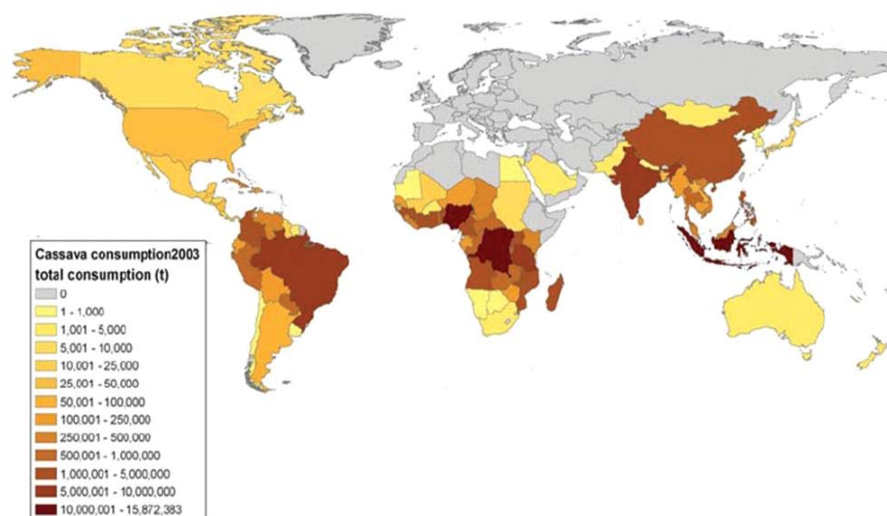 Cassava consumption2003
total consumption (t)
0
1 - 1,000
1,001 - 5,000
5,001 - 10,000
10,001 - 25,000
25,001 - 50,000
50,001 - 100,000
100,001 - 250,000
250,001 - 500,000
500,001 - 1,000,000
1,000,001 - 5,000,000
5,000,001 - 10,000,000
10,000,001 - 15,872,383